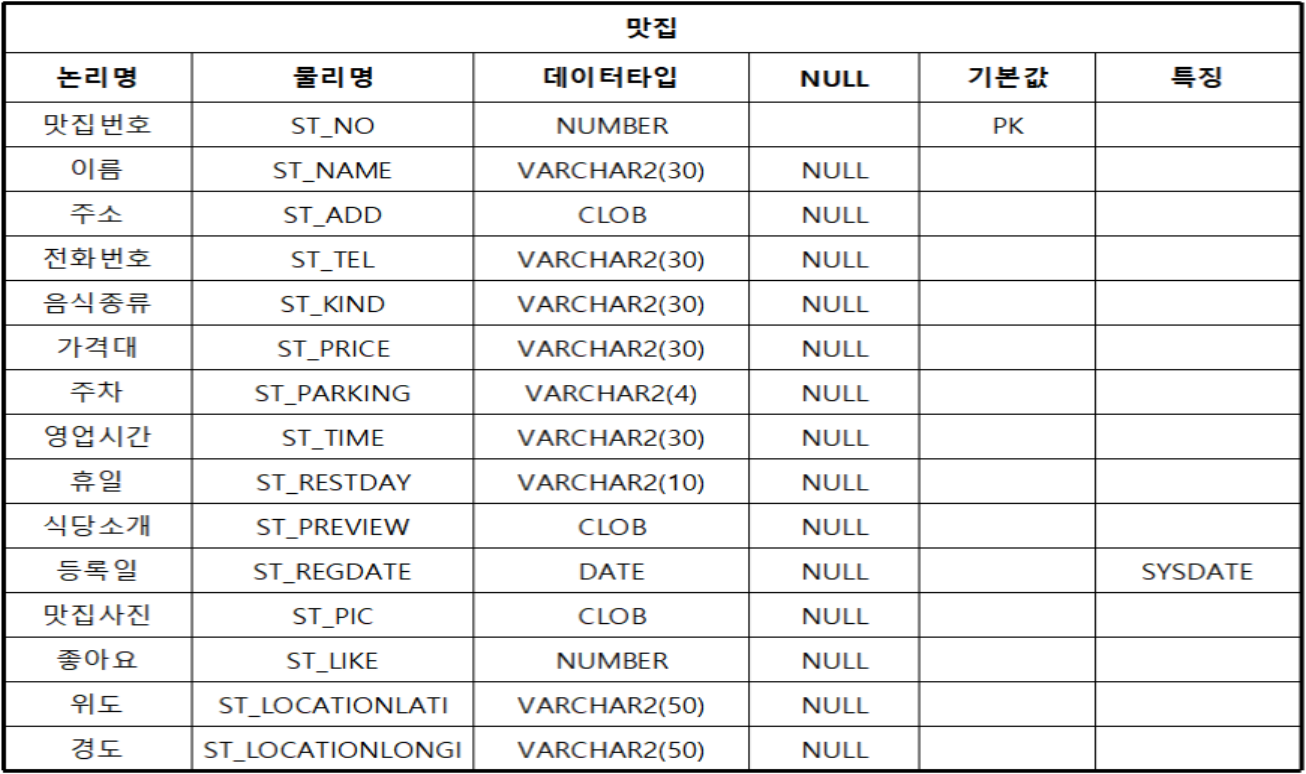 맛집
논리명 물리명 데이터타입 NULL 기본값 특징
맛집번호 ST_NO NUMBER PK
이름 ST_NAME VARCHAR2(30) NULL
주소 ST_ADD CLOB NULL
전화번호 ST_TEL VARCHAR2(30) NULL
음식종류 ST_KIND VARCHAR2(30) NULL
가격대 ST_PRICE VARCHAR2(30) NULL
주차 ST_PARKING VARCHAR2(4) NULL
영업시간 ST_TIME VARCHAR2(30) NULL
휴일 ST_RESTDAY VARCHAR2(10) NULL
식당소개 ST_PREVIEW CLOB NULL
등록일 ST_REGDATE DATE NULL SYSDATE
맛집사진 ST_PIC CLOB NULL
좋아요 ST_LIKE NUMBER NULL
위도 ST_LOCATIONLATI VARCHAR2(50) NULL
경도 ST_LOCATIONLONGI VARCHAR2(50) NULL